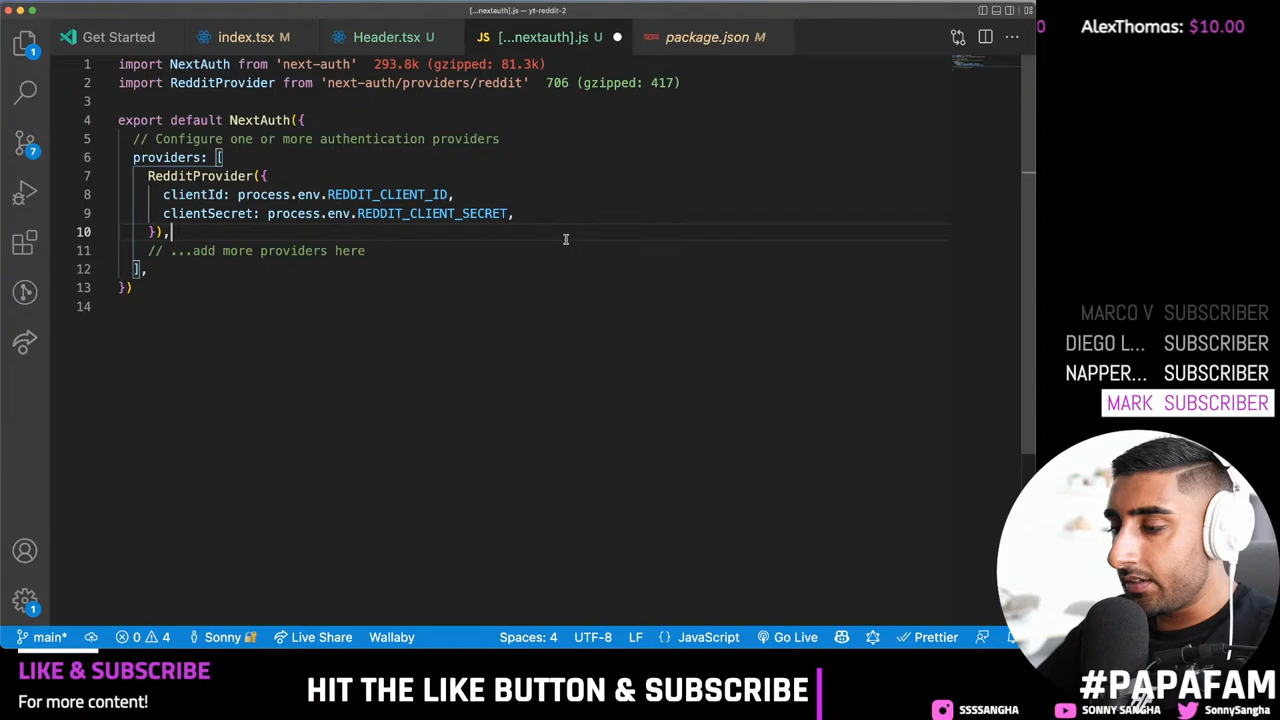 [...nextauth].js — yt-reddit-2
Get Started
index.tsx M
Header.tsx U
JS [...nextauth].js U
package.json M
AlexThomas: $10.00
1 import NextAuth from 'next-auth' 293.8k (gzipped: 81.3k)
2 import RedditProvider from 'next-auth/providers/reddit' 706 (gzipped: 417)
3
4 export default NextAuth({
5 // Configure one or more authentication providers
6 providers: [
7 RedditProvider({
8 clientId: process.env.REDDIT_CLIENT_ID,
9 clientSecret: process.env.REDDIT_CLIENT_SECRET,
10 }),
11 // ...add more providers here
12 ],
13 })
14
1
7
1
MARCO V SUBSCRIBER
DIEGO L... SUBSCRIBER
NAPPER... SUBSCRIBER
MARK SUBSCRIBER
main* 0 4 Sonny Live Share Wallaby Spaces: 4 UTF-8 LF {} JavaScript Go Live Prettier
LIKE & SUBSCRIBE
For more content!
HIT THE LIKE BUTTON & SUBSCRIBE
#PAPAFAM
SSSSANGHA SONNY SANGHA SonnySangha